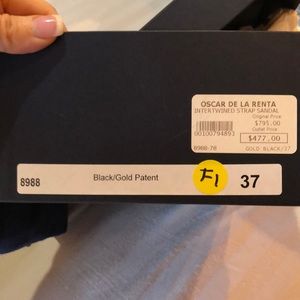 OSCAR DE LA RENTA
INTERTWINED STRAP SANDAL
Original Price
$795.00
Outlet Price
00100794893
$477.00
8988-78 GOLD BLACK/37
8988 Black/Gold Patent F1 37